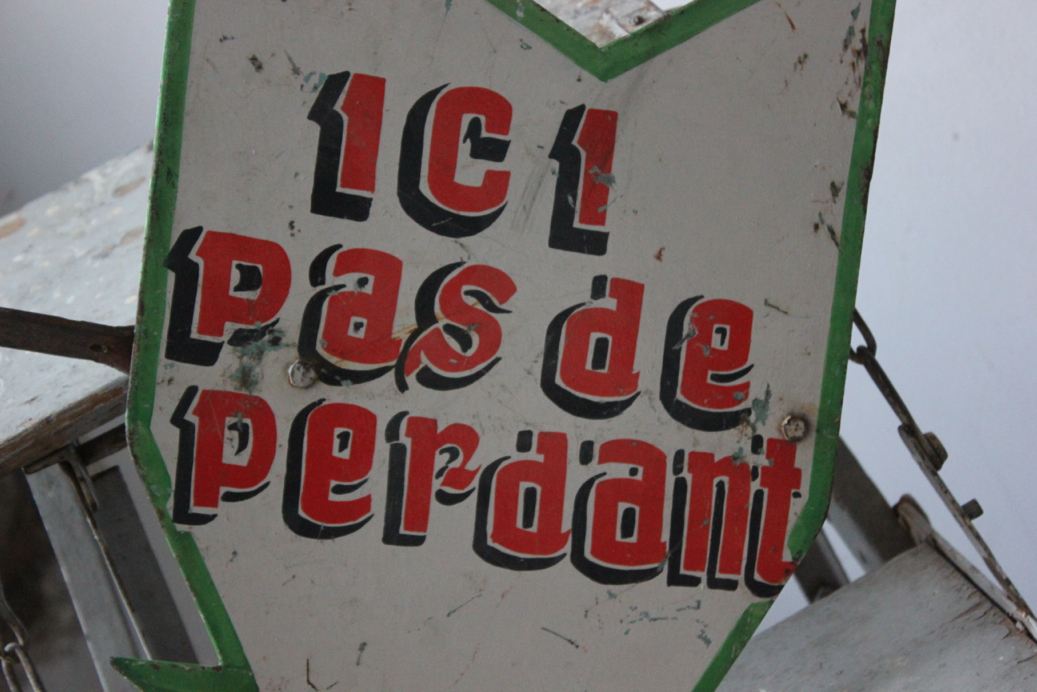 ICI
Pas de
Perdant